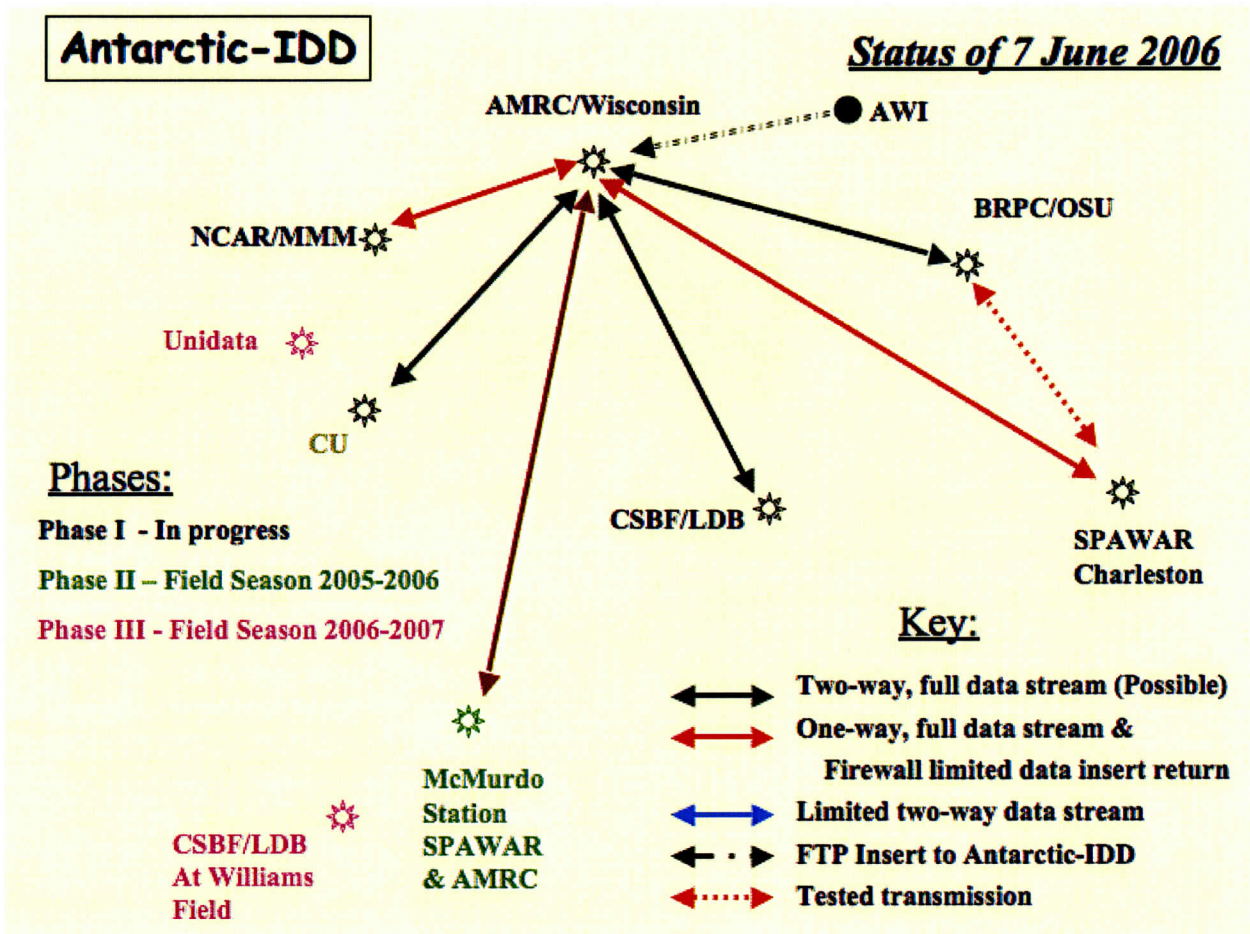 Antarctic-IDD
Status of 7 June 2006
AMRC/Wisconsin
AWI
BRPC/OSU
NCAR/MMM
Unidata
CU
Phases:
Phase I - In progress
Phase II – Field Season 2005-2006
Phase III - Field Season 2006-2007
CSBF/LDB
SPAWAR
Charleston
McMurdo
Station
SPAWAR
& AMRC
CSBF/LDB
At Williams
Field
Key:
Two-way, full data stream (Possible)
One-way, full data stream &
Firewall limited data insert return
Limited two-way data stream
FTP Insert to Antarctic-IDD
Tested transmission